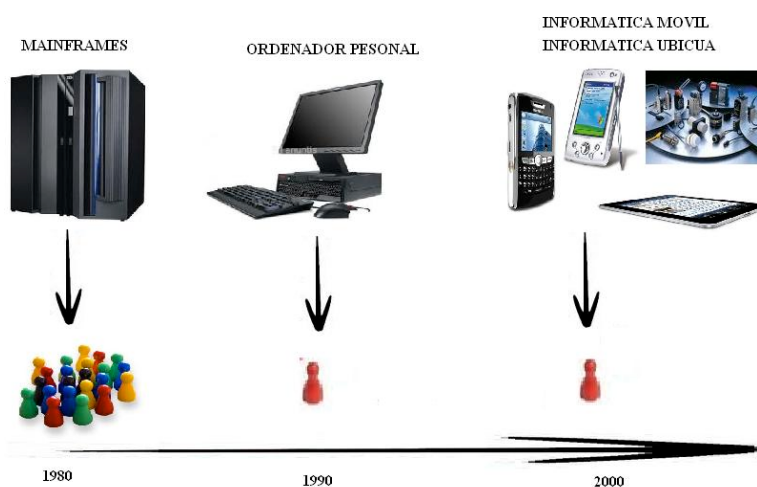 MAINFRAMES
ORDENADOR PESONAL
INFORMATICA MOVIL
INFORMATICA UBICUA
1980
1990
2000